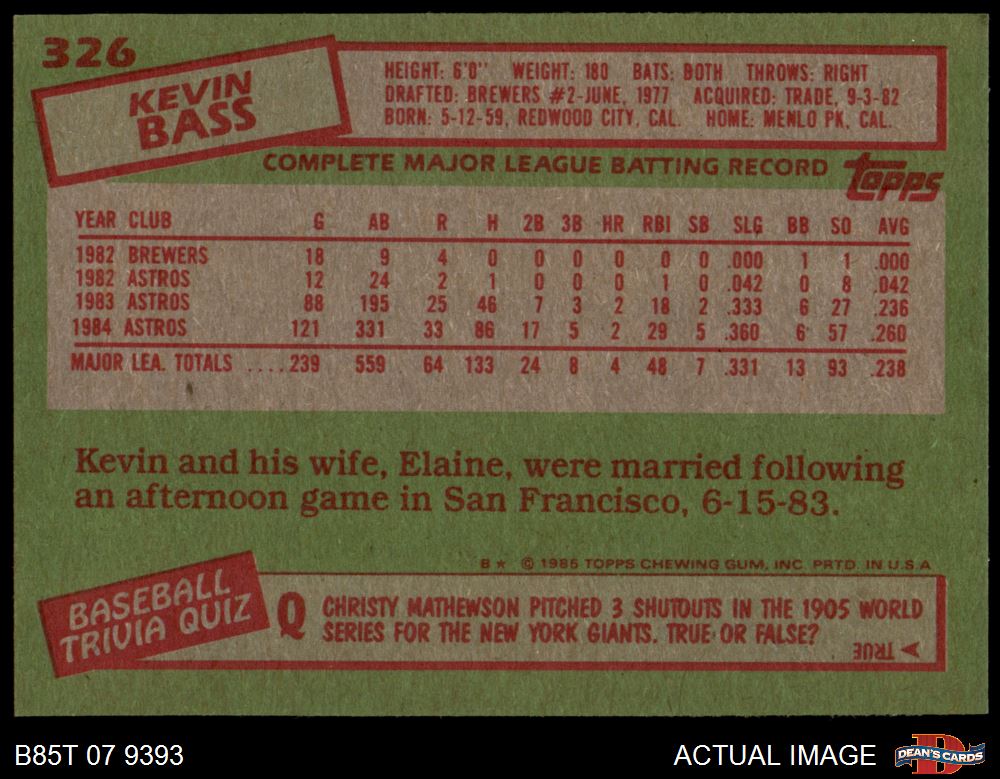 326
KEVIN
BASS
HEIGHT: 6'0" WEIGHT: 180 BATS: BOTH THROWS: RIGHT
DRAFTED: BREWERS #2-JUNE, 1977 ACQUIRED: TRADE, 9-3-82
BORN: 5-12-59, REDWOOD CITY, CAL. HOME: MENLO PK, CAL.
COMPLETE MAJOR LEAGUE BATTING RECORD topps
YEAR CLUB G AB R H 2B 3B HR RBI SB SLG BB SO AVG
1982 BREWERS 18 9 4 0 0 0 0 0 0 .000 1 1 .000
1982 ASTROS 12 24 2 1 0 0 0 1 0 .042 0 8 .042
1983 ASTROS 88 195 25 46 7 3 2 18 2 .333 6 27 .236
1984 ASTROS 121 331 33 86 17 5 2 29 5 .360 6 57 .260
MAJOR LEA. TOTALS ....239 559 64 133 24 8 4 48 7 .331 13 93 .238
Kevin and his wife, Elaine, were married following
an afternoon game in San Francisco, 6-15-83.
B★ © 1985 TOPPS CHEWING GUM, INC. PRTD. IN U.S.A
BASEBALL
TRIVIA QUIZ
Q CHRISTY MATHEWSON PITCHED 3 SHUTOUTS IN THE 1905 WORLD
SERIES FOR THE NEW YORK GIANTS. TRUE OR FALSE?
TRUE
B85T 07 9393 ACTUAL IMAGE D DEAN'S CARDS